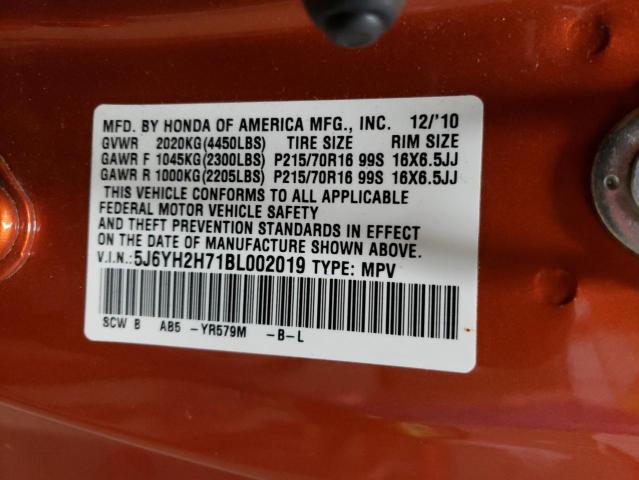 MFD. BY HONDA OF AMERICA MFG., INC. 12/'10
GVWR 2020KG(4450LBS) TIRE SIZE RIM SIZE
GAWR F 1045KG(2300LBS) P215/70R16 99S 16X6.5JJ
GAWR R 1000KG(2205LBS) P215/70R16 99S 16X6.5JJ
THIS VEHICLE CONFORMS TO ALL APPLICABLE
FEDERAL MOTOR VEHICLE SAFETY
AND THEFT PREVENTION STANDARDS IN EFFECT
ON THE DATE OF MANUFACTURE SHOWN ABOVE.
V.I.N.:5J6YH2H71BL002019 TYPE: MPV
SCW B AB5 -YR579M -B-L